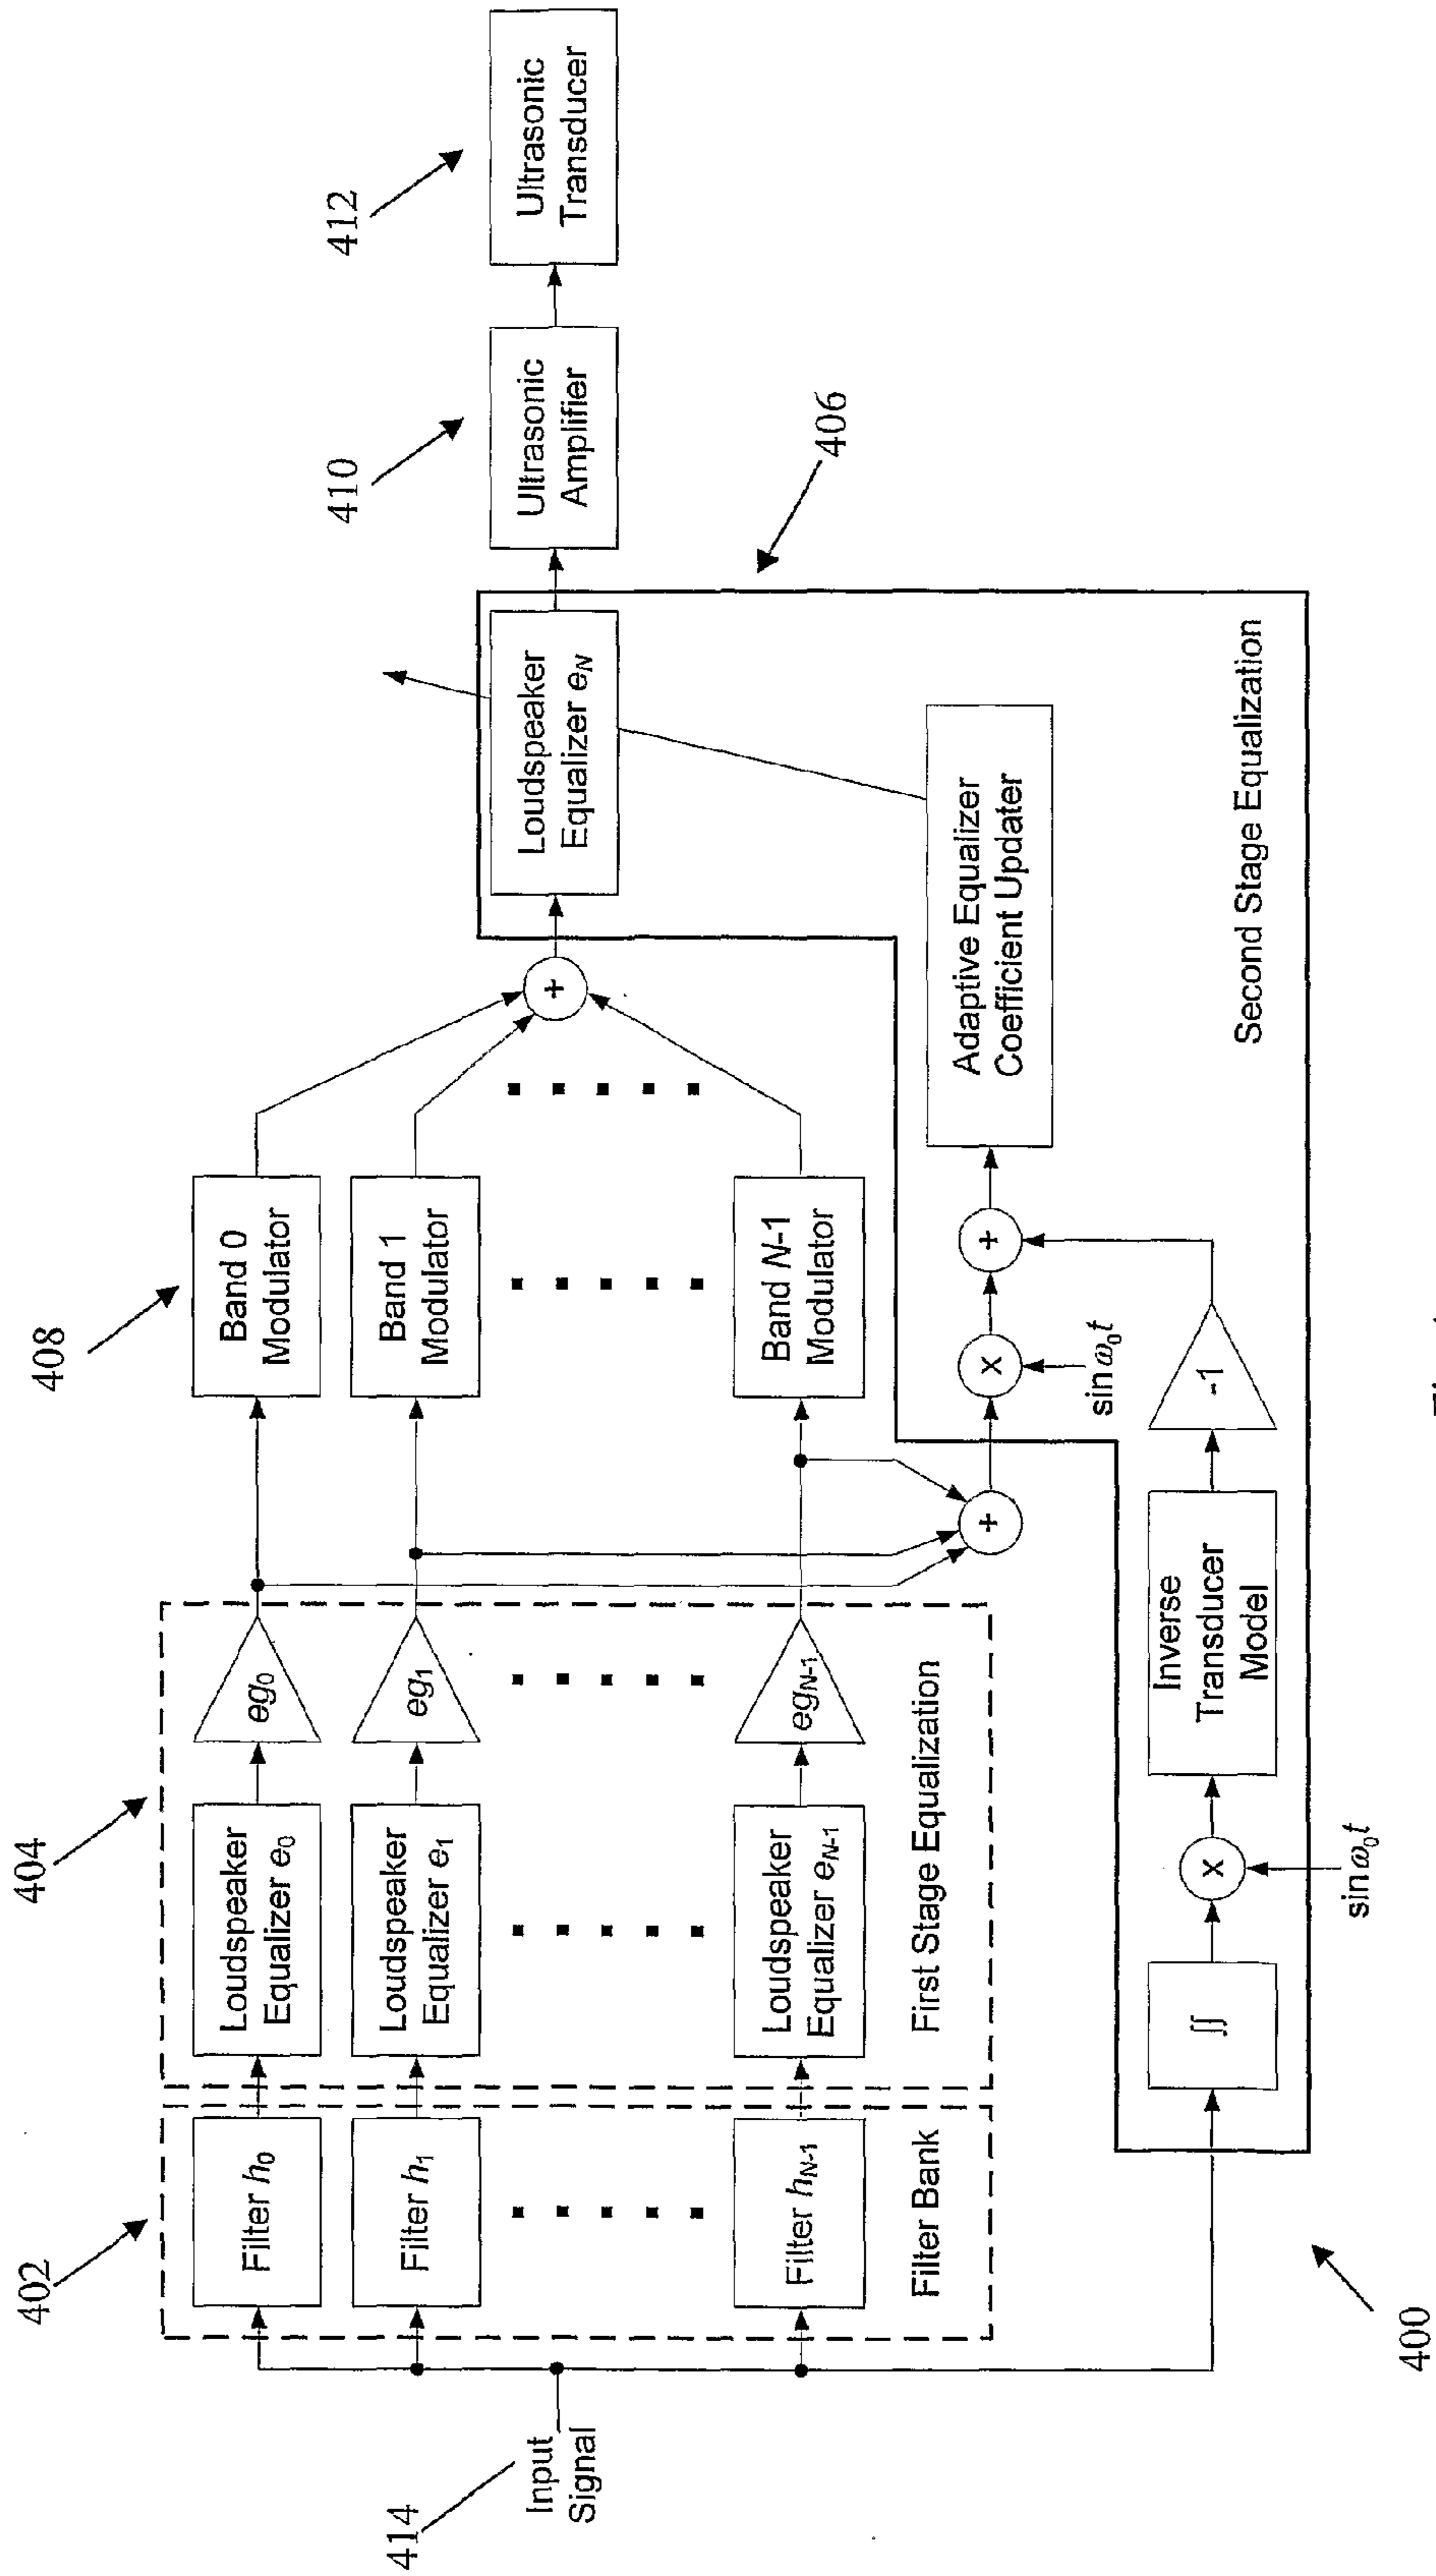 414
Input
Signal
402
Filter h0
Filter h1
Filter hN-1
Filter Bank
404
Loudspeaker
Equalizer e0
Loudspeaker
Equalizer e1
Loudspeaker
Equalizer eN-1
eg0
eg1
egN-1
First Stage Equalization
408
Band 0
Modulator
Band 1
Modulator
Band N-1
Modulator
+
+
Loudspeaker
Equalizer eN
410
Ultrasonic
Amplifier
412
Ultrasonic
Transducer
406
∫∫
x
sin ω0t
Inverse
Transducer
Model
-1
x
sin ω0t
+
Adaptive Equalizer
Coefficient Updater
Second Stage Equalization
400